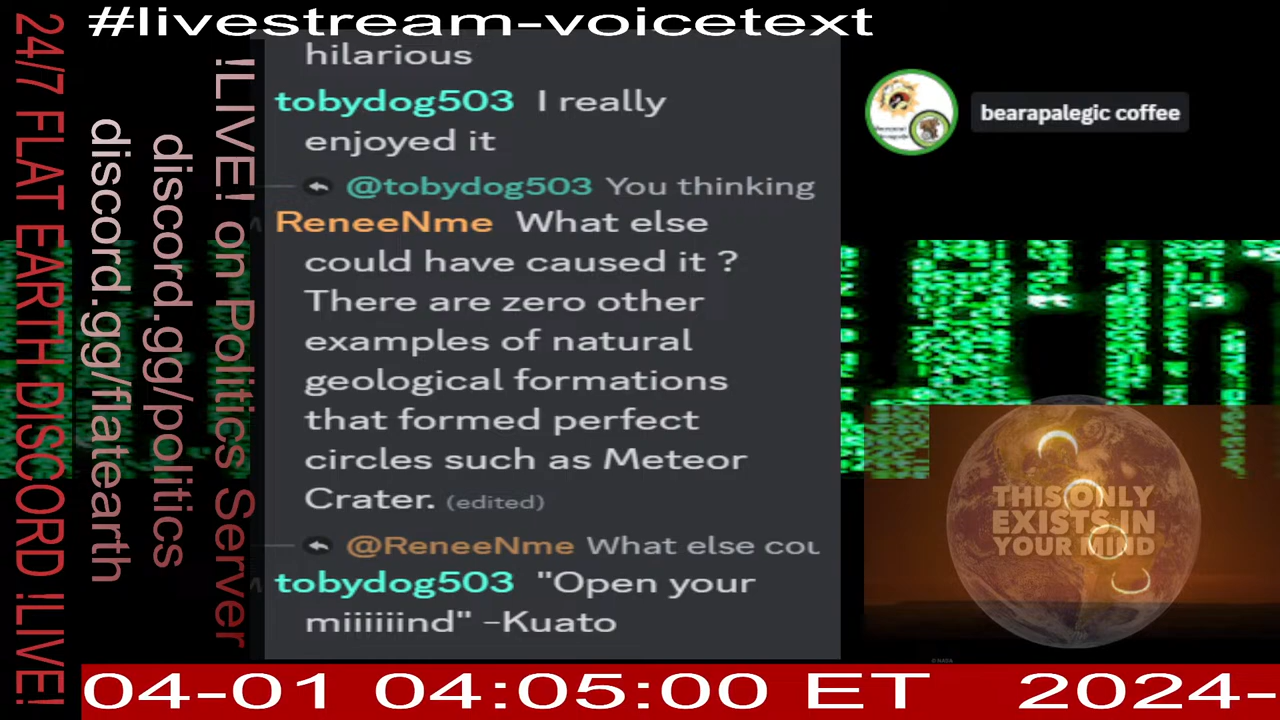 #livestream-voicetext
24/7 FLAT EARTH DISCORD !LIVE!
discord.gg/flatearth
discord.gg/politics
!LIVE! on Politics Server
hilarious
tobydog503 I really
enjoyed it
@tobydog503 You thinking
ReneeNme What else
could have caused it ?
There are zero other
examples of natural
geological formations
that formed perfect
circles such as Meteor
Crater. (edited)
@ReneeNme What else cou
tobydog503 "Open your
miiiiiind" -Kuato
bearapalegic coffee
THIS ONLY
EXISTS IN
YOUR MIND
04-01 04:05:00 ET 2024-